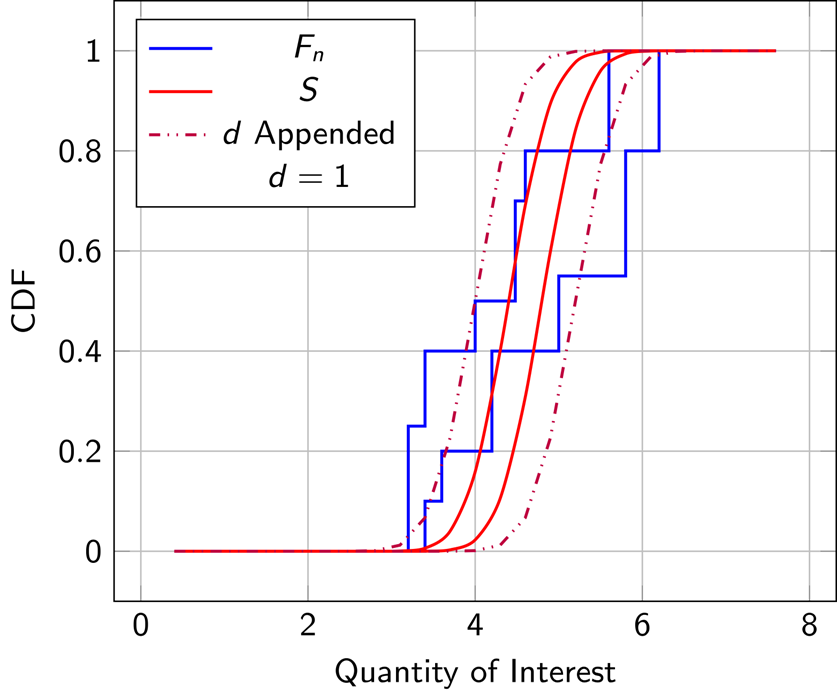 F_n
S
d Appended
d = 1
1
0.8
0.6
0.4
0.2
0
CDF
0 2 4 6 8
Quantity of Interest